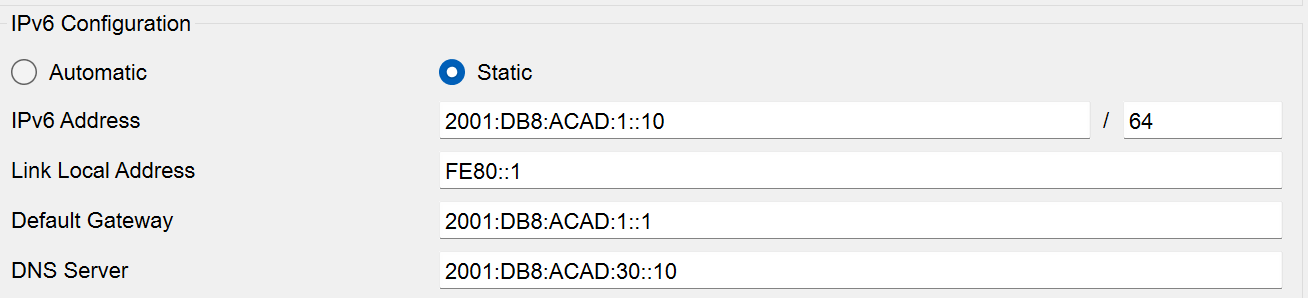 IPv6 Configuration
Automatic Static
IPv6 Address 2001:DB8:ACAD:1::10 / 64
Link Local Address FE80::1
Default Gateway 2001:DB8:ACAD:1::1
DNS Server 2001:DB8:ACAD:30::10